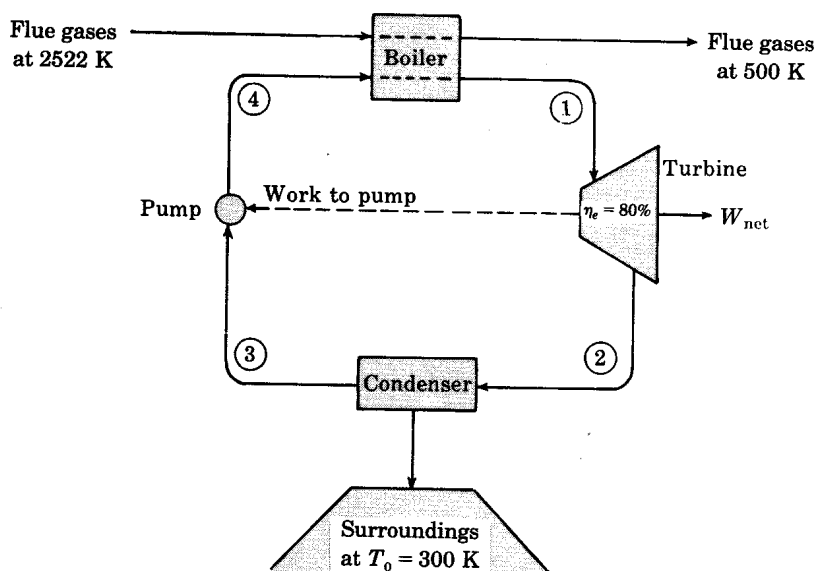 Flue gases
at 2522 K
Boiler
Flue gases
at 500 K
④
①
Turbine
Pump
Work to pump
ηₑ = 80%
W_net
③
②
Condenser
Surroundings
at T₀ = 300 K